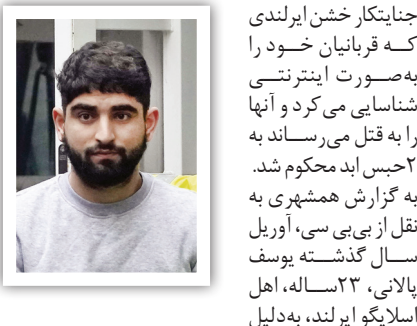 جنایتکار خشن ایرلندی
که قربانیان خود را
به‌صورت اینترنتی
شناسایی می‌کرد و آنها
را به قتل می‌رساند به
۲حبس ابد محکوم شد.
به گزارش همشهری به
نقل از بی‌بی سی، آوریل
سال گذشته یوسف
پالانی، ۲۳ساله، اهل
اسلایگو ایرلند، به‌دلیل